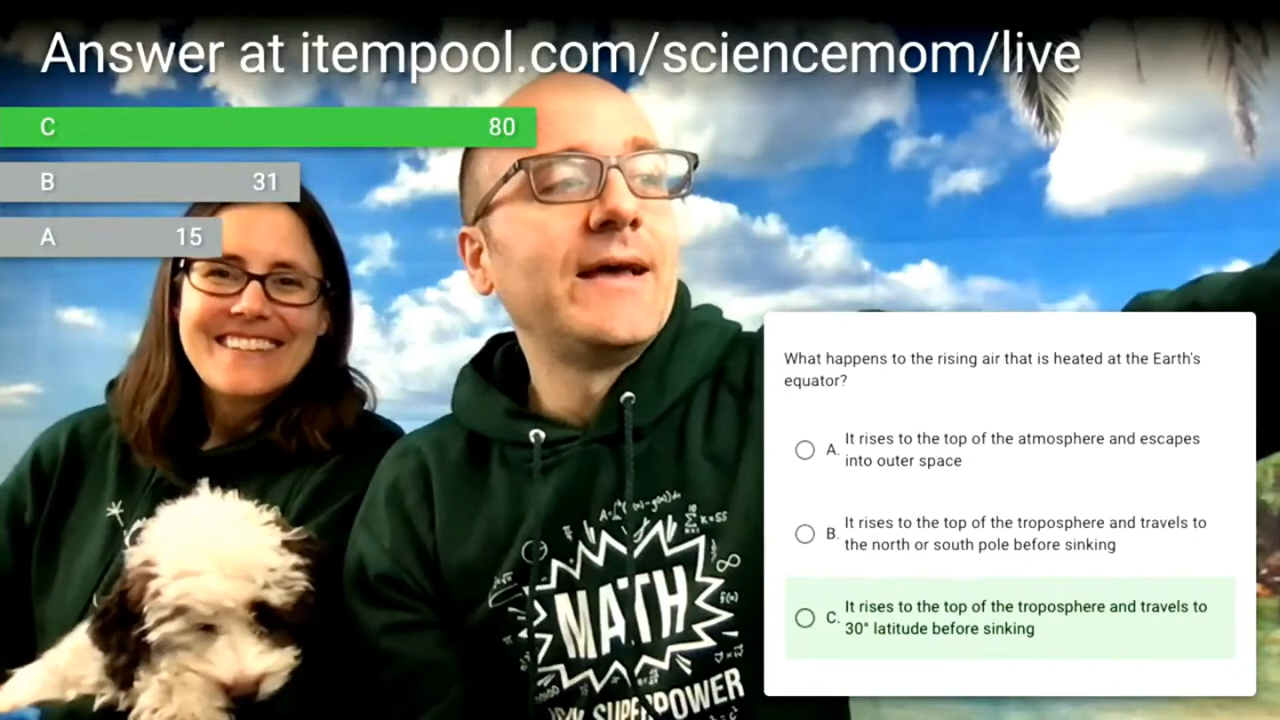 Answer at itempool.com/sciencemom/live
C 80
B 31
A 15
What happens to the rising air that is heated at the Earth's
equator?
A. It rises to the top of the atmosphere and escapes
into outer space
B. It rises to the top of the troposphere and travels to
the north or south pole before sinking
C. It rises to the top of the troposphere and travels to
30° latitude before sinking
MATH